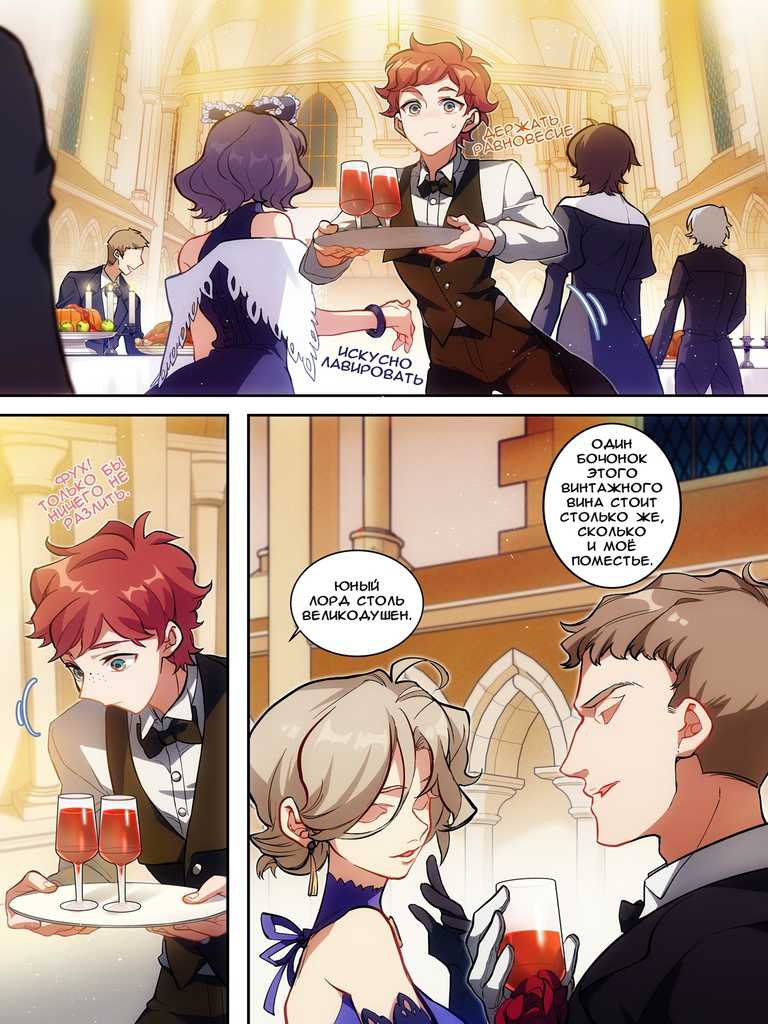 ДЕРЖАТЬ
РАВНОВЕСИЕ
ИСКУСНО
ЛАВИРОВАТЬ
ФУХ!
ТОЛЬКО БЫ
НИЧЕГО НЕ
РАЗЛИТЬ.
ОДИН
БОЧОНОК
ЭТОГО
ВИНТАЖНОГО
ВИНА СТОИТ
СТОЛЬКО ЖЕ,
СКОЛЬКО
И МОЁ
ПОМЕСТЬЕ.
ЮНЫЙ
ЛОРД СТОЛЬ
ВЕЛИКОДУШЕН.